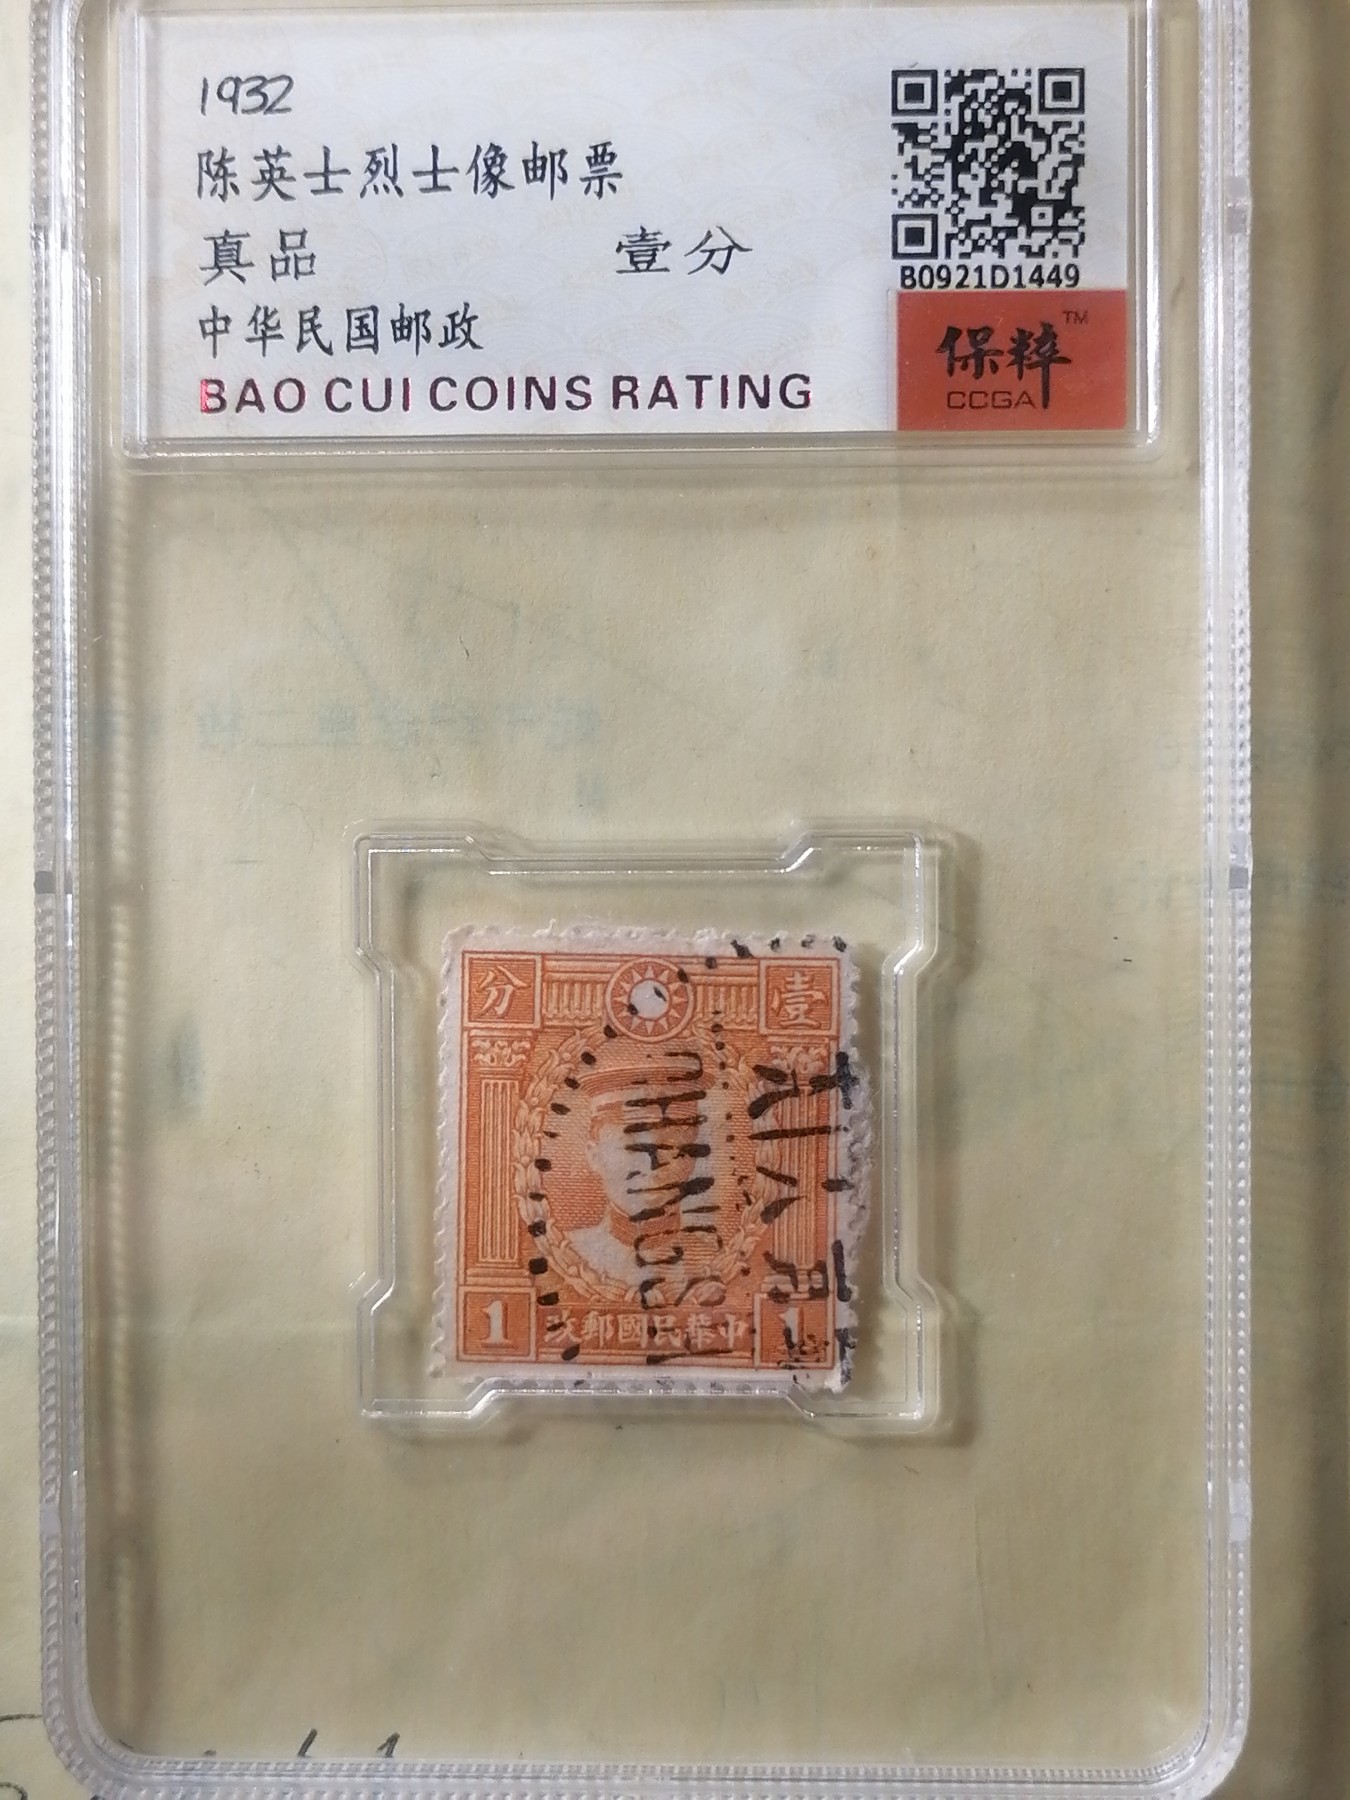 1932
陈英士烈士像邮票
真品 壹分
中华民国邮政
BAO CUI COINS RATING
B0921D1449
保粹 TM
CCGA
分 壹
1 政郵國民華中 1
HANGS